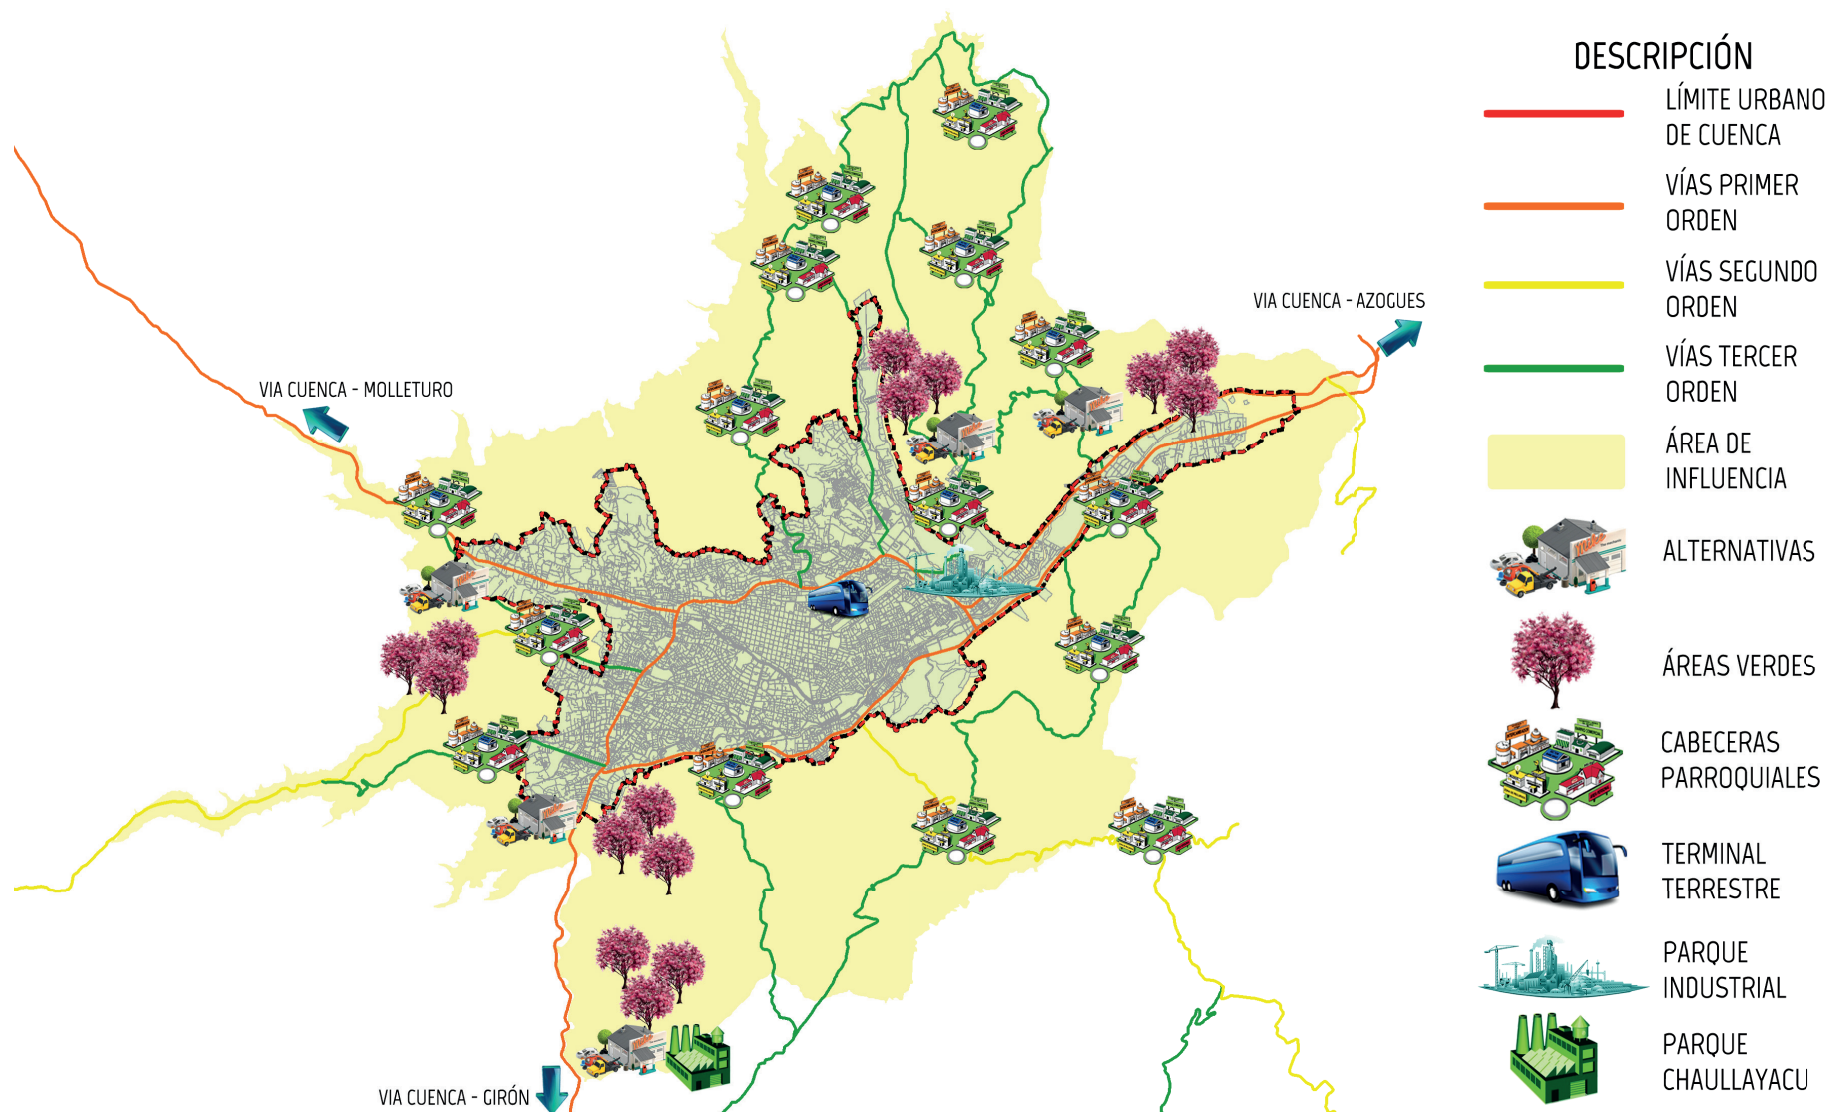 DESCRIPCIÓN
LÍMITE URBANO
DE CUENCA
VÍAS PRIMER
ORDEN
VÍAS SEGUNDO
ORDEN
VÍAS TERCER
ORDEN
ÁREA DE
INFLUENCIA
ALTERNATIVAS
ÁREAS VERDES
CABECERAS
PARROQUIALES
TERMINAL
TERRESTRE
PARQUE
INDUSTRIAL
PARQUE
CHAULLAYACU
VIA CUENCA - AZOGUES
VIA CUENCA - MOLLETURO
VIA CUENCA - GIRÓN